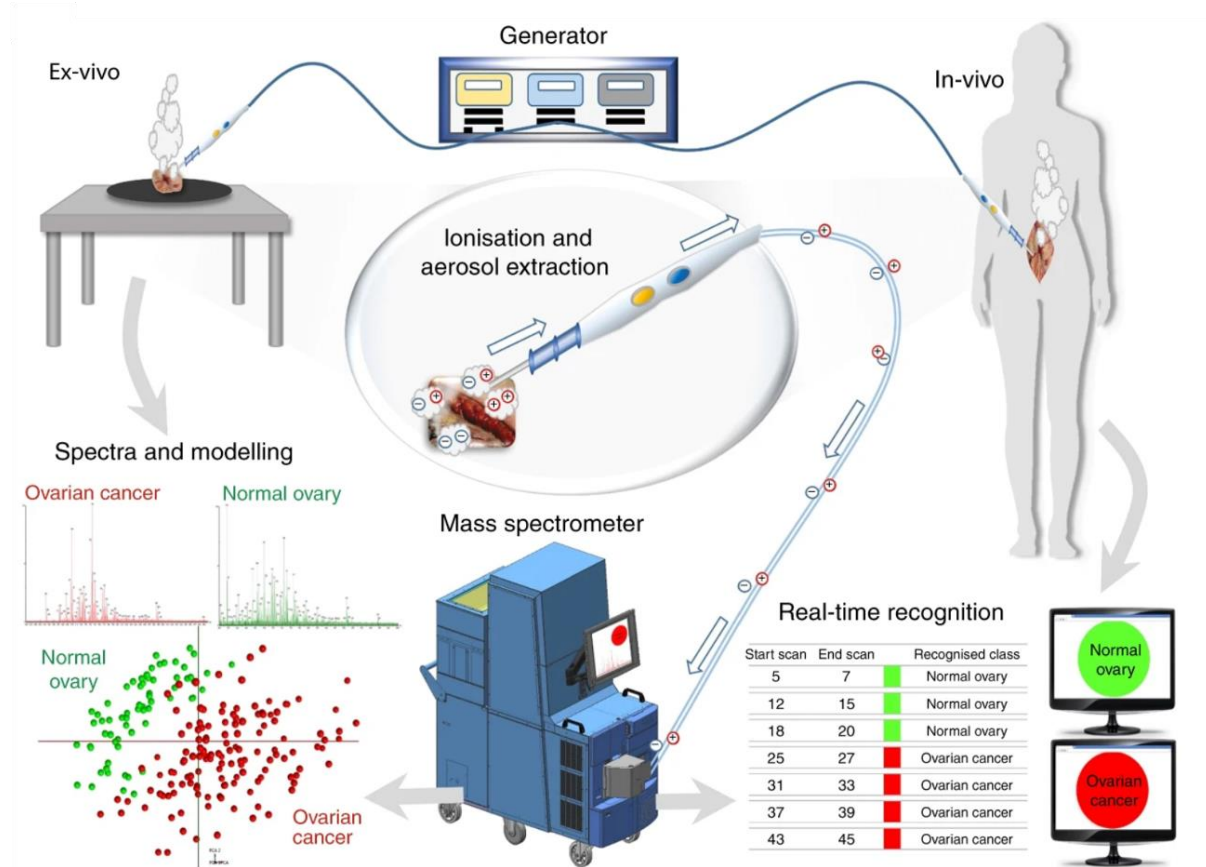 Generator
Ex-vivo
In-vivo
Ionisation and
aerosol extraction
Spectra and modelling
Ovarian cancer
Normal ovary
Normal
ovary
Ovarian
cancer
Mass spectrometer
Real-time recognition
Start scan End scan Recognised class
5 7 Normal ovary
12 15 Normal ovary
18 20 Normal ovary
25 27 Ovarian cancer
31 33 Ovarian cancer
37 39 Ovarian cancer
43 45 Ovarian cancer
Normal
ovary
Ovarian
cancer